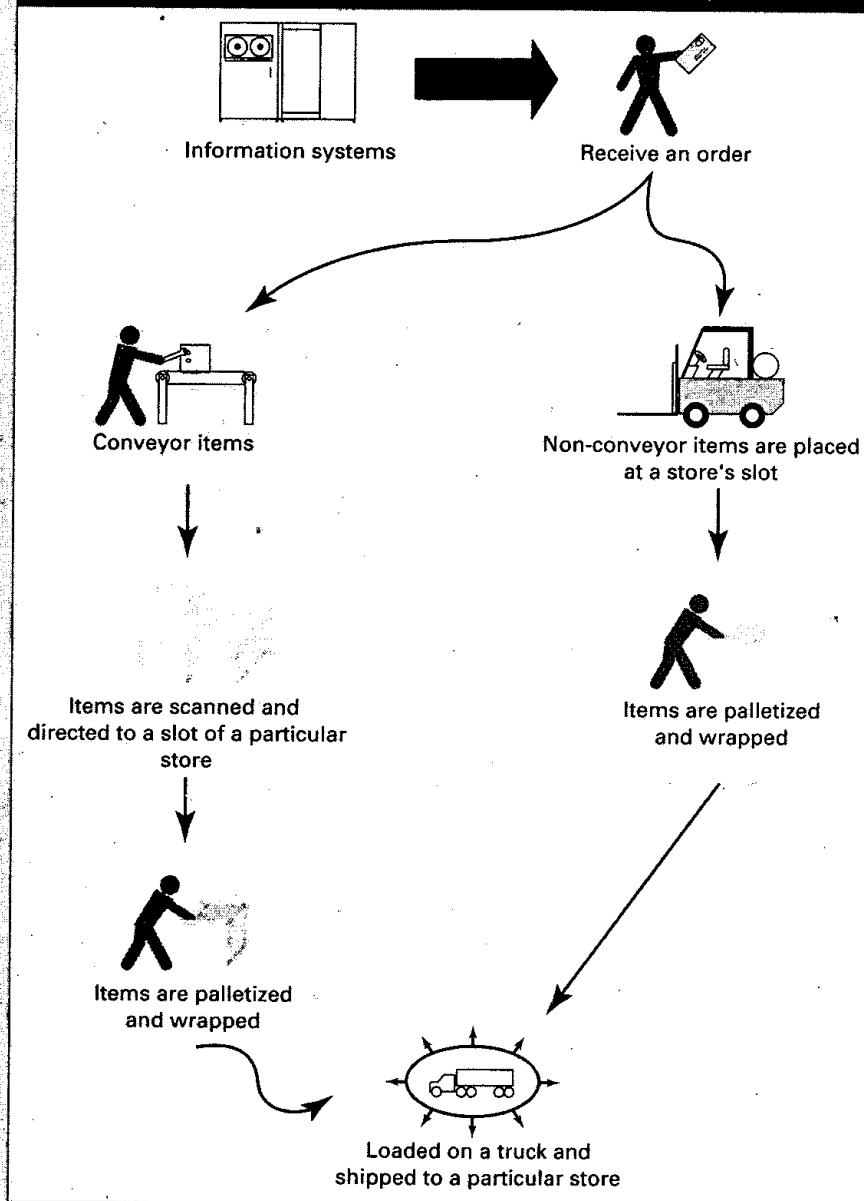 Information systems
Receive an order
Conveyor items
Non-conveyor items are placed
at a store's slot
Items are scanned and
directed to a slot of a particular
store
Items are palletized
and wrapped
Items are palletized
and wrapped
Loaded on a truck and
shipped to a particular store